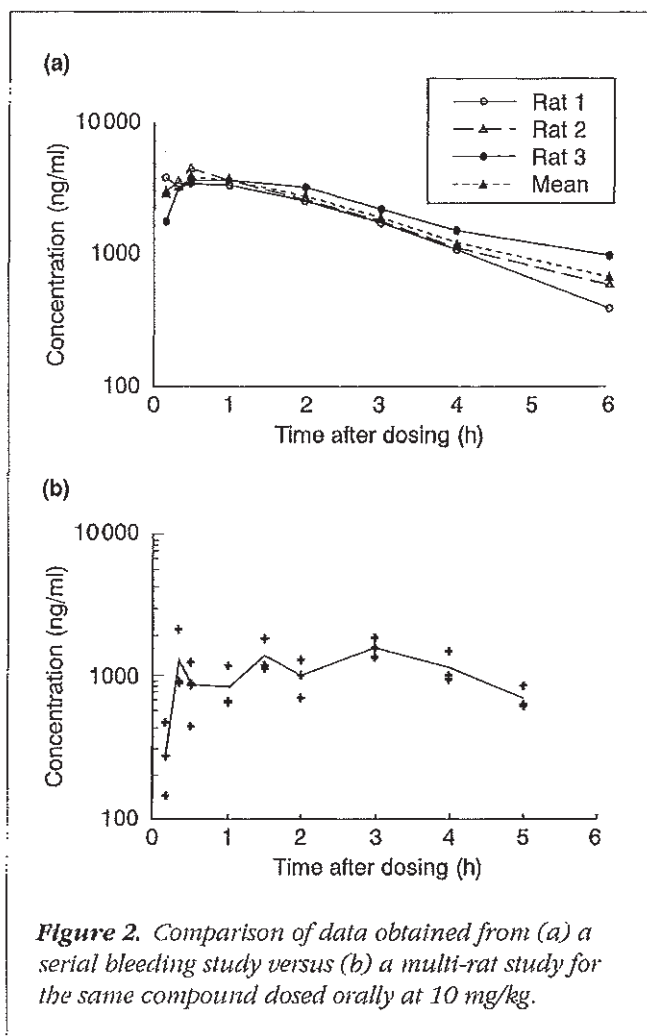 (a)
Rat 1
Rat 2
Rat 3
Mean
10 000
1000
100
Concentration (ng/ml)
0 1 2 3 4 5 6
Time after dosing (h)
(b)
10 000
1000
100
Concentration (ng/ml)
0 1 2 3 4 5 6
Time after dosing (h)
Figure 2. Comparison of data obtained from (a) a
serial bleeding study versus (b) a multi-rat study for
the same compound dosed orally at 10 mg/kg.